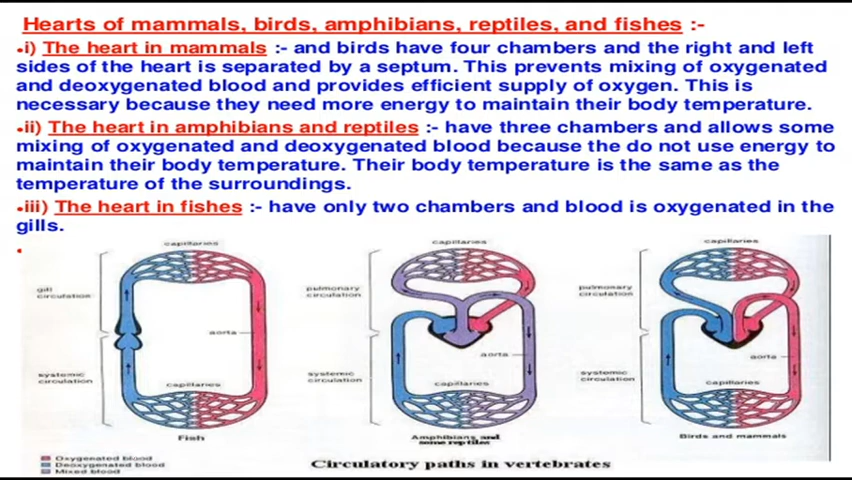 Hearts of mammals, birds, amphibians, reptiles, and fishes :-
•i) The heart in mammals :- and birds have four chambers and the right and left
sides of the heart is separated by a septum. This prevents mixing of oxygenated
and deoxygenated blood and provides efficient supply of oxygen. This is
necessary because they need more energy to maintain their body temperature.
•ii) The heart in amphibians and reptiles :- have three chambers and allows some
mixing of oxygenated and deoxygenated blood because the do not use energy to
maintain their body temperature. Their body temperature is the same as the
temperature of the surroundings.
•iii) The heart in fishes :- have only two chambers and blood is oxygenated in the
gills.
•
capillaries
gill
circulation
aorta
systemic
circulation
capillaries
Fish
capillaries
pulmonary
circulation
aorta
systemic
circulation
capillaries
Amphibians and
some reptiles
capillaries
pulmonary
circulation
aorta
systemic
circulation
capillaries
Birds and mammals
Oxygenated blood
Deoxygenated blood
Mixed blood
Circulatory paths in vertebrates